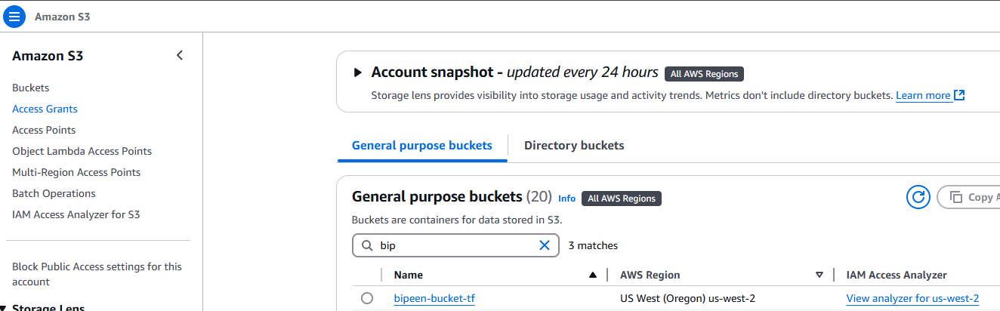 Amazon S3
Amazon S3
Buckets
Access Grants
Access Points
Object Lambda Access Points
Multi-Region Access Points
Batch Operations
IAM Access Analyzer for S3
Block Public Access settings for this
account
Storage Lens
Account snapshot - updated every 24 hours All AWS Regions
Storage lens provides visibility into storage usage and activity trends. Metrics don't include directory buckets. Learn more
General purpose buckets Directory buckets
General purpose buckets (20) Info All AWS Regions
Copy A
Buckets are containers for data stored in S3.
bip 3 matches
Name AWS Region IAM Access Analyzer
bipeen-bucket-tf US West (Oregon) us-west-2 View analyzer for us-west-2